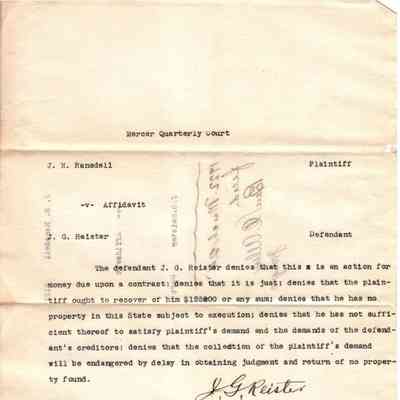 Mercer Quarterly Court
J. H. Ransdell Plaintiff
-v- Affidavit
J. G. Reister Defendant
The defendant J. G. Reister denies that this x is an action for
money due upon a contract: denies that it is just: denies that the plain-
tiff ought to recover of him or any sum; denies that he has no
property in this State subject to execution; denies that he has not suffi-
cient thereof to satisfy plaintiff's demand and the demands of the defend-
ant's creditors: denies that the collection of the plaintiff's demand
will be endangered by delay in obtaining judgment and return of no proper-
ty found.
J. G. Reister